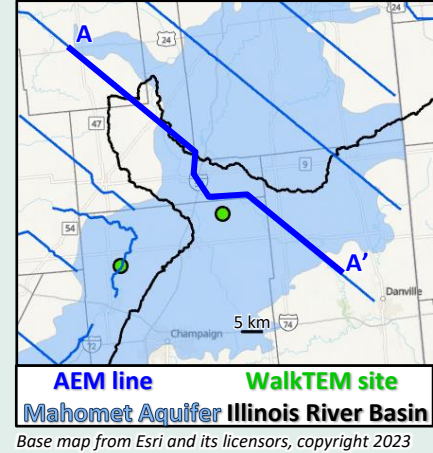 A
24
24
47
9
54
A'
Danville
5 km
Champaign
74
72
AEM line WalkTEM site
Mahomet Aquifer Illinois River Basin
Base map from Esri and its licensors, copyright 2023